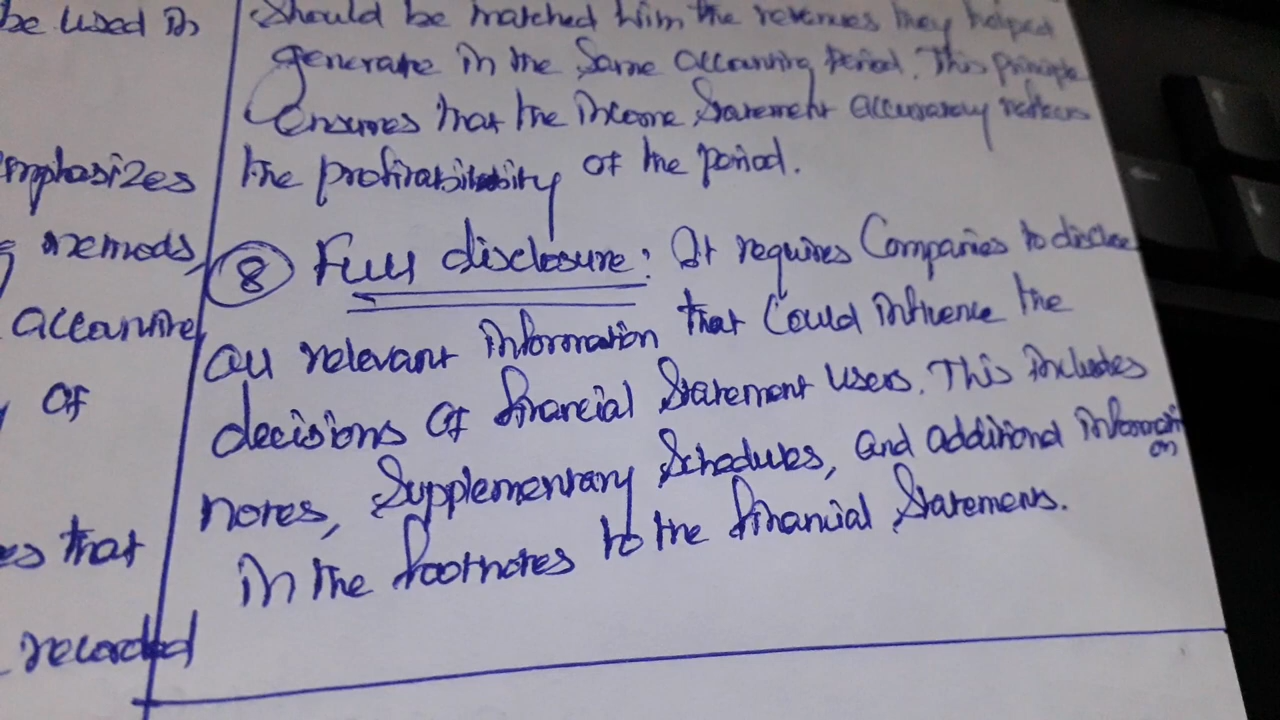 be used in
emphasizes
methods,
accounting
of
es that
recorded
should be matched with the revenues they helped
generate in the same accounting period. This principle
ensures that the income statement accurately reflects
the profitability of the period.
8 Full disclosure: It requires Companies to disclose
all relevant information that could influence the
decisions of financial statement users. This includes
notes, supplementary schedules, and additional information
in the footnotes to the financial statements.